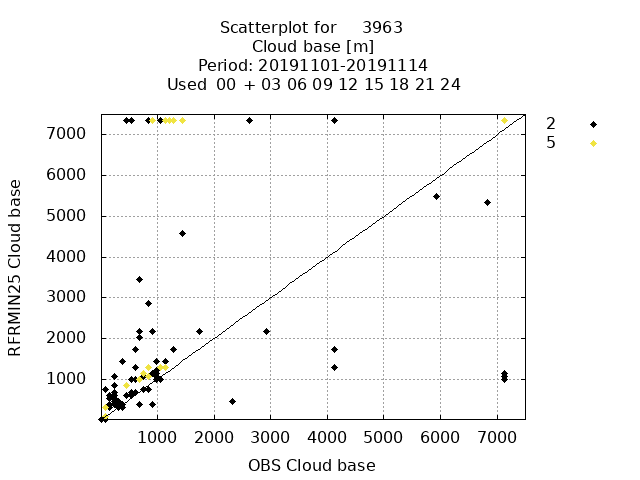 Scatterplot for 3963
Cloud base [m]
Period: 20191101-20191114
Used 00 + 03 06 09 12 15 18 21 24
2
5
RFRMIN25 Cloud base
7000
6000
5000
4000
3000
2000
1000
1000 2000 3000 4000 5000 6000 7000
OBS Cloud base